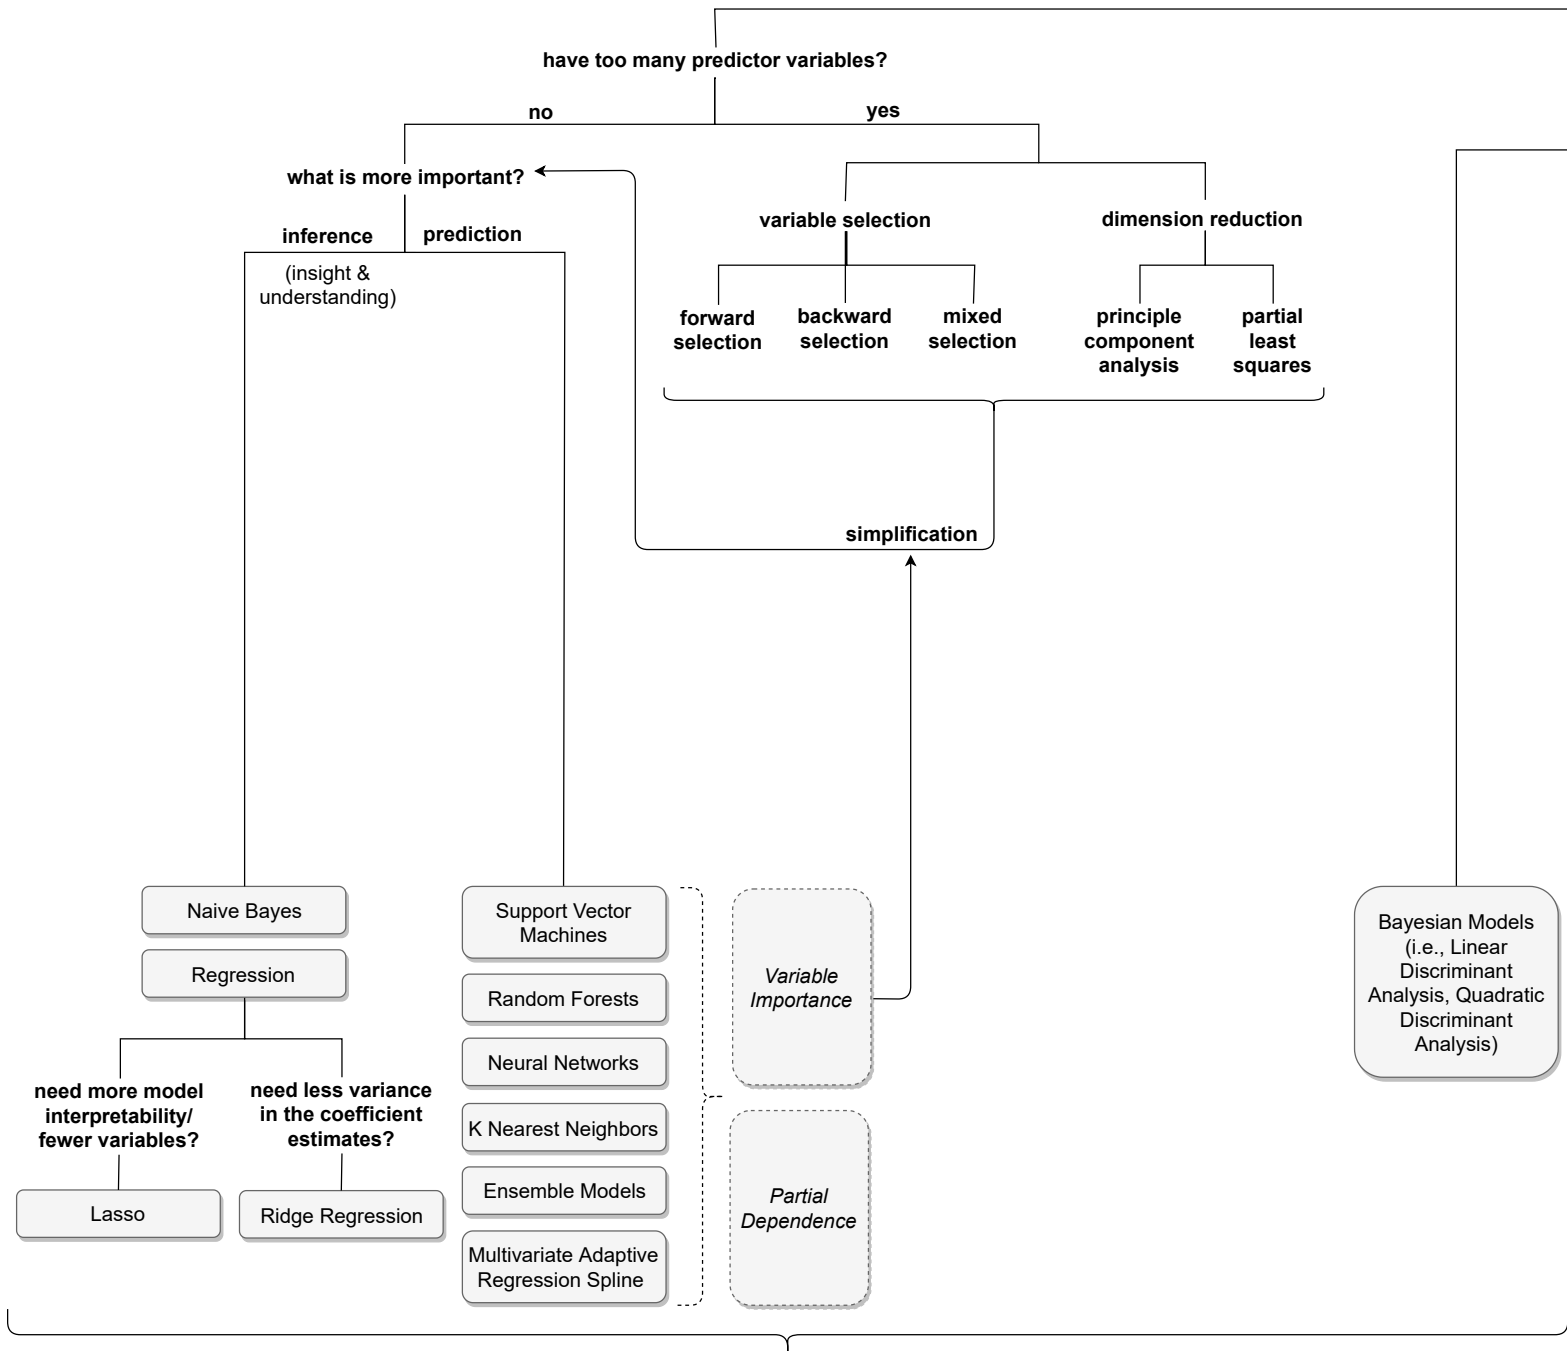 have too many predictor variables?
no
yes
what is more important?
inference
prediction
(insight &
understanding)
variable selection
dimension reduction
forward
selection
backward
selection
mixed
selection
principle
component
analysis
partial
least
squares
simplification
Naive Bayes
Regression
need more model
interpretability/
fewer variables?
need less variance
in the coefficient
estimates?
Lasso
Ridge Regression
Support Vector
Machines
Random Forests
Neural Networks
K Nearest Neighbors
Ensemble Models
Multivariate Adaptive
Regression Spline
Variable
Importance
Partial
Dependence
Bayesian Models
(i.e., Linear
Discriminant
Analysis, Quadratic
Discriminant
Analysis)